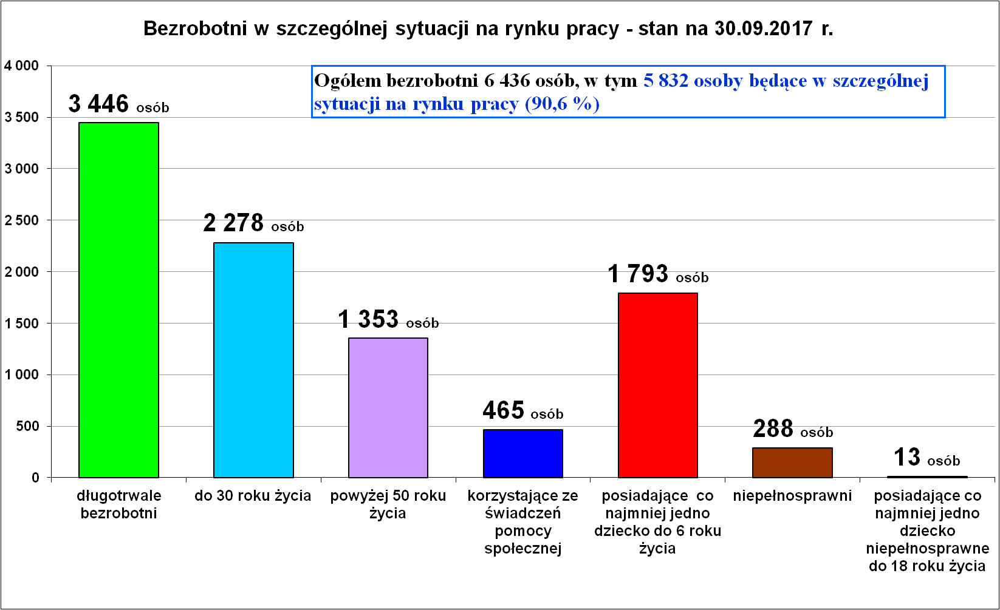 Bezrobotni w szczególnej sytuacji na rynku pracy - stan na 30.09.2017 r.
Ogółem bezrobotni 6 436 osób, w tym 5 832 osoby będące w szczególnej
sytuacji na rynku pracy (90,6 %)
4 000
3 500
3 000
2 500
2 000
1 500
1 000
500
0
3 446 osób
2 278 osób
1 353 osób
465 osób
1 793 osób
288 osób
13 osób
długotrwale
bezrobotni
do 30 roku życia
powyżej 50 roku
życia
korzystające ze
świadczeń
pomocy
społecznej
posiadające  co
najmniej jedno
dziecko do 6 roku
życia
niepełnosprawni
posiadające co
najmniej jedno
dziecko
niepełnosprawne
do 18 roku życia